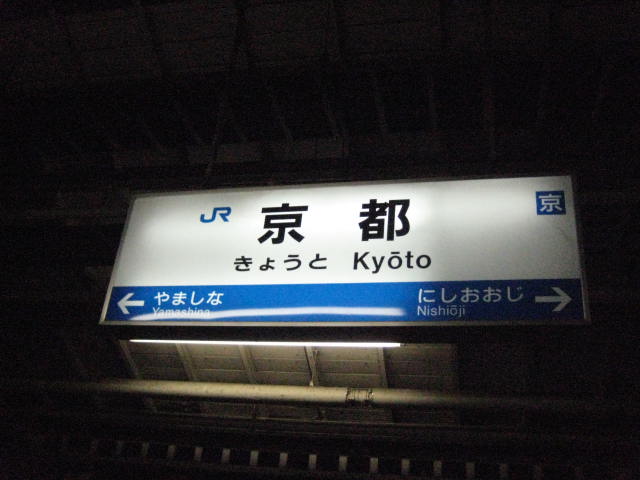 JR 京都 京
きょうと Kyōto
← やましな にしおおじ →
Yamashina Nishiōji